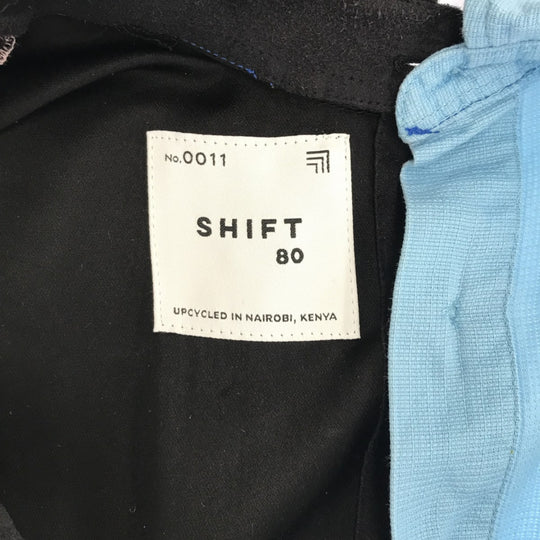 No.0011
SHIFT
80
UPCYCLED IN NAIROBI, KENYA